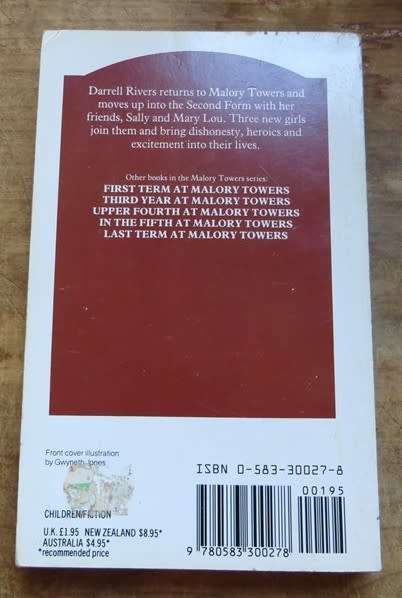 Darrell Rivers returns to Malory Towers and
moves up into the Second Form with her
friends, Sally and Mary Lou. Three new girls
join them and bring dishonesty, heroics and
excitement into their lives.
Other books in the Malory Towers series:
FIRST TERM AT MALORY TOWERS
THIRD YEAR AT MALORY TOWERS
UPPER FOURTH AT MALORY TOWERS
IN THE FIFTH AT MALORY TOWERS
LAST TERM AT MALORY TOWERS
Front cover illustration
by Gwyneth Jones
ISBN 0-583-30027-8
00195
CHILDREN/FICTION
U.K. £1.95 NEW ZEALAND $8.95*
AUSTRALIA $4.95*
*recommended price
9 780583 300278